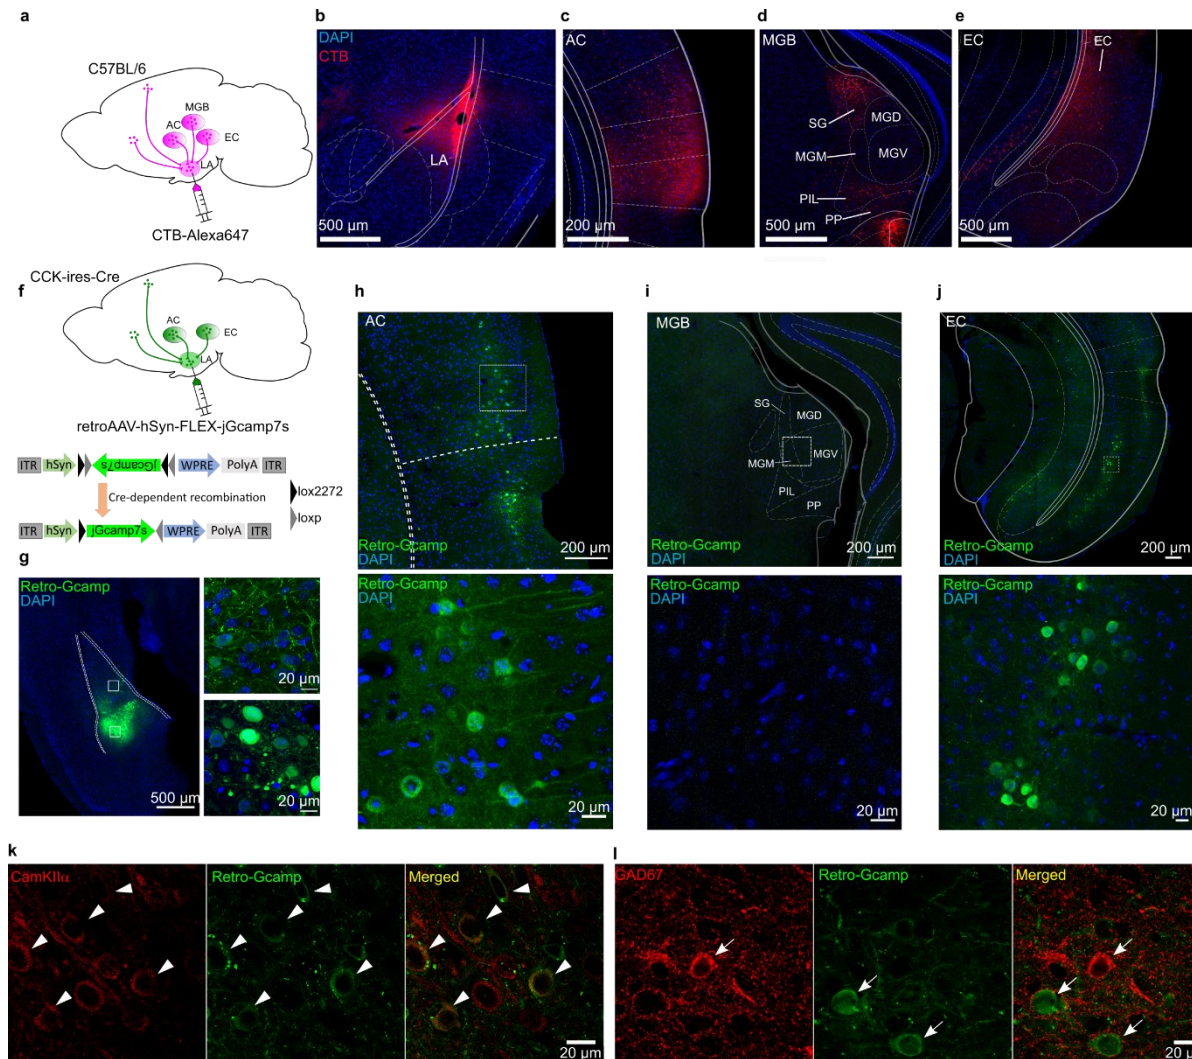 a
C57BL/6
MGB
AC
EC
LA
CTB-Alexa647
b
DAPI
CTB
LA
500 µm
c
AC
200 µm
d
MGB
SG
MGD
MGM
MGV
PIL
PP
500 µm
e
EC
EC
500 µm
f
CCK-ires-Cre
AC
EC
LA
retroAAV-hSyn-FLEX-jGcamp7s
ITR hSyn jGcamp7s WPRE PolyA ITR
Cre-dependent recombination
lox2272
loxp
ITR hSyn jGcamp7s WPRE PolyA ITR
g
Retro-Gcamp
DAPI
500 µm
20 µm
20 µm
h
AC
Retro-Gcamp
DAPI
200 µm
Retro-Gcamp
DAPI
20 µm
i
MGB
SG
MGD
MGV
MGM
PIL
PP
Retro-Gcamp
DAPI
200 µm
Retro-Gcamp
DAPI
20 µm
j
EC
Retro-Gcamp
DAPI
200 µm
Retro-Gcamp
DAPI
20 µm
k
CamKIIα
Retro-Gcamp
Merged
20 µm
l
GAD67
Retro-Gcamp
Merged
20 µm